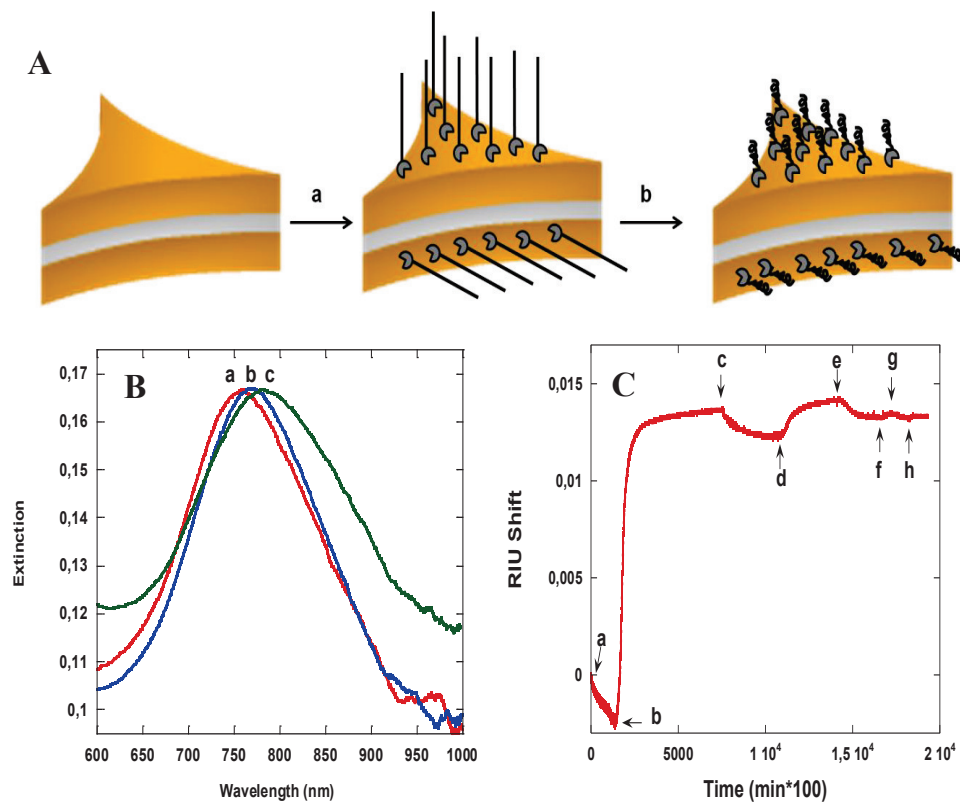 A
a
b
B
a b c
0,17
0,16
0,15
0,14
0,13
0,12
0,11
0,1
600 650 700 750 800 850 900 950 1000
Extinction
Wavelength (nm)
C
c
e
g
d
f
h
a
b
0,015
0,01
0,005
0
0 5000 1 10⁴ 1,5 10⁴ 2 10⁴
RIU Shift
Time (min*100)